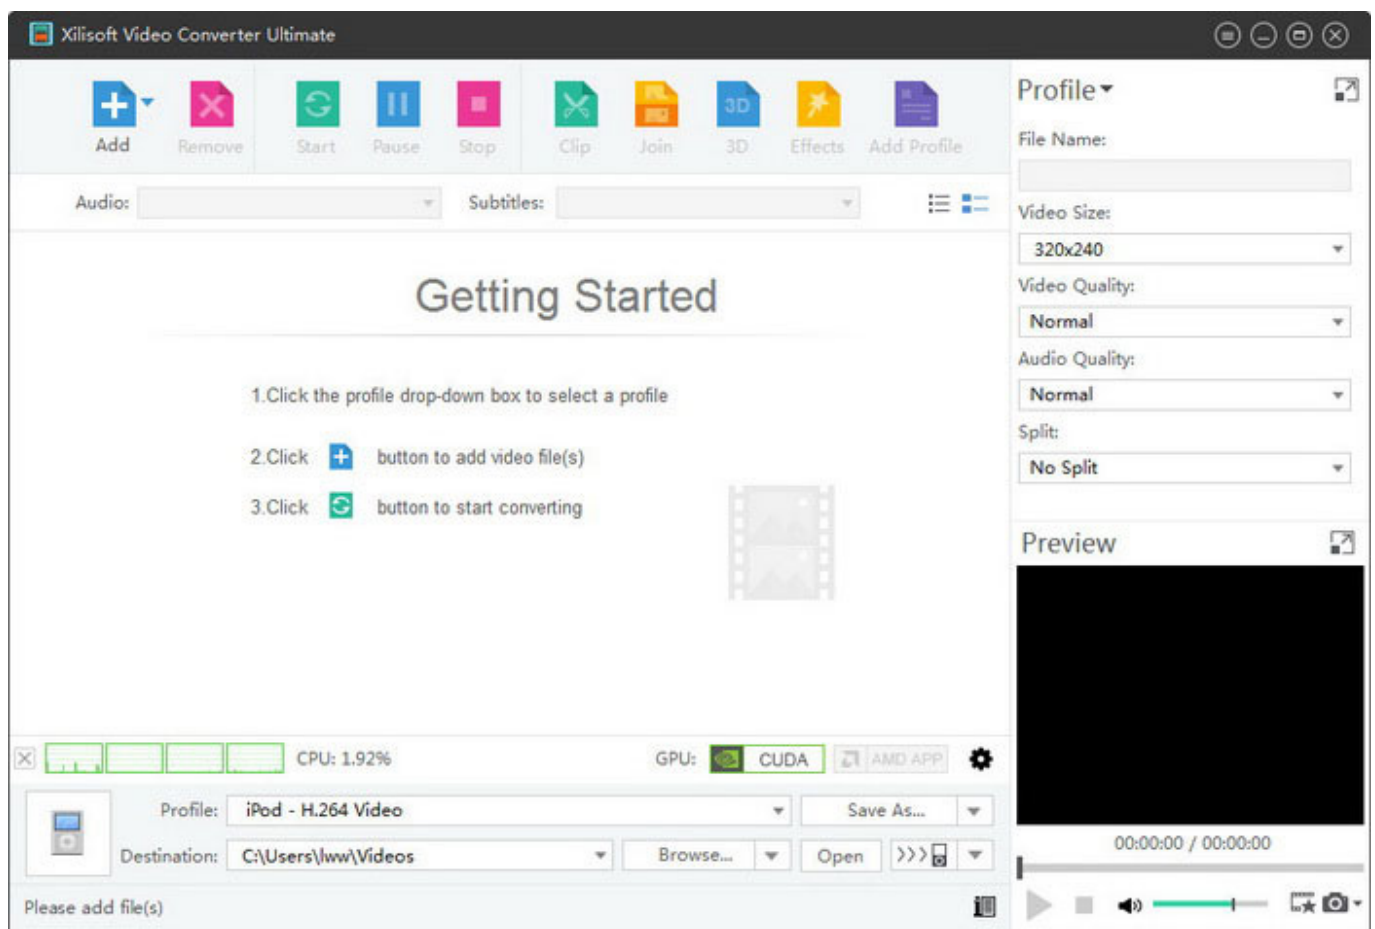 Xilisoft Video Converter Ultimate
Add Remove Start Pause Stop Clip Join 3D Effects Add Profile
3D
Audio: Subtitles:
Getting Started
1.Click the profile drop-down box to select a profile
2.Click button to add video file(s)
3.Click button to start converting
CPU: 1.92% GPU: CUDA AMD APP
Profile: iPod - H.264 Video Save As...
Destination: C:\Users\lww\Videos Browse... Open >>>
Please add file(s)
Profile
File Name:
Video Size:
320x240
Video Quality:
Normal
Audio Quality:
Normal
Split:
No Split
Preview
00:00:00 / 00:00:00